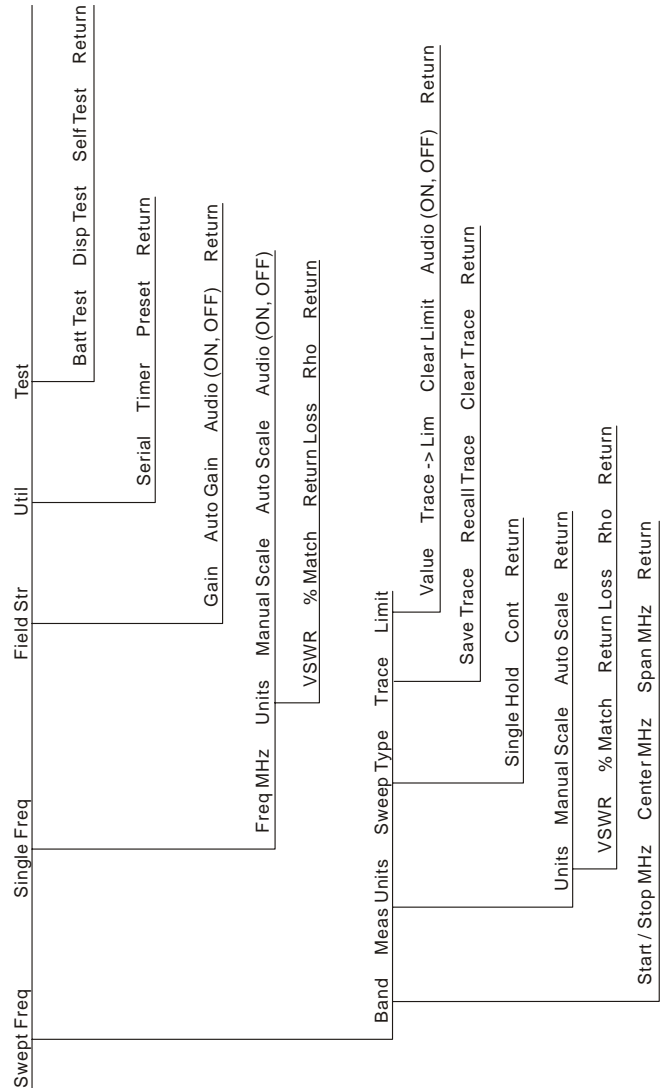 Swept Freq    Single Freq    Field Str    Util    Test
Batt Test    Disp Test    Self Test    Return
Serial    Timer    Preset    Return
Gain    Auto Gain    Audio (ON, OFF)    Return
Freq MHz    Units    Manual Scale    Auto Scale    Audio (ON, OFF)
VSWR    % Match    Return Loss    Rho    Return
Band    Meas Units    Sweep Type    Trace    Limit
Value    Trace -> Lim    Clear Limit    Audio (ON, OFF)    Return
Save Trace    Recall Trace    Clear Trace    Return
Single Hold    Cont    Return
Units    Manual Scale    Auto Scale    Return
VSWR    % Match    Return Loss    Rho    Return
Start / Stop MHz    Center MHz    Span MHz    Return